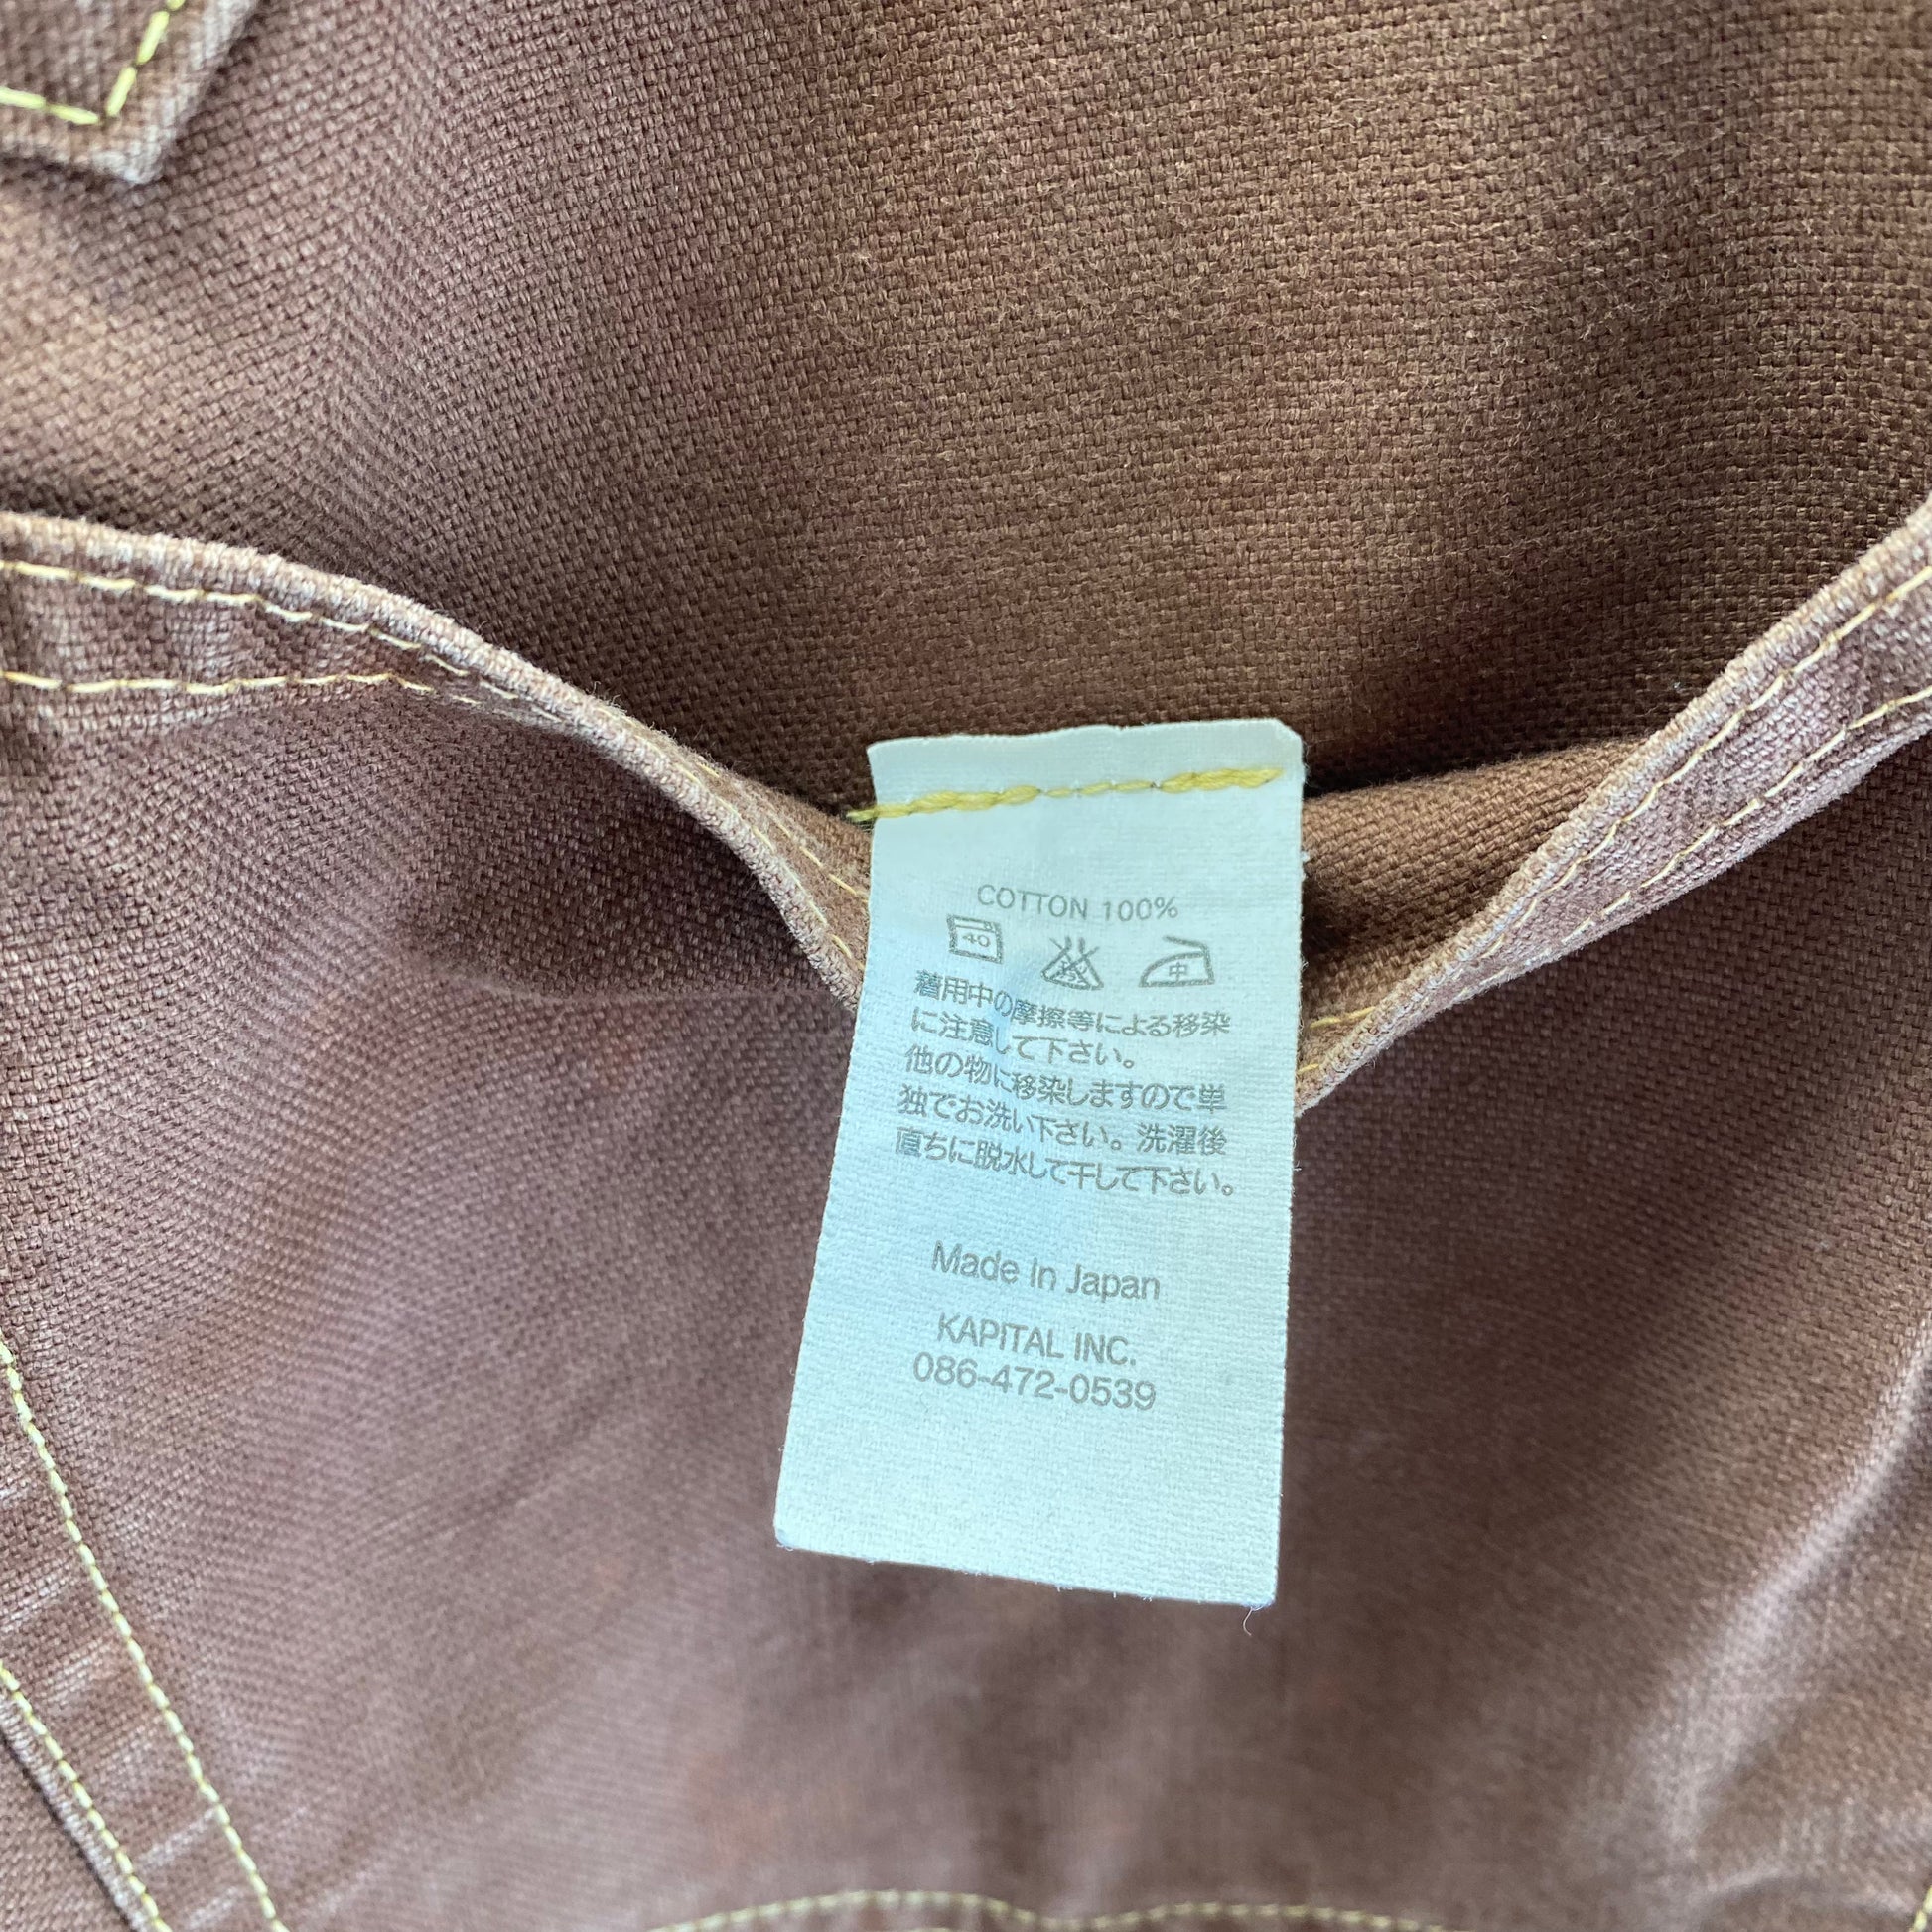 COTTON 100%
40
中
着用中の摩擦等による移染
に注意して下さい。
他の物に移染しますので単
独でお洗い下さい。洗濯後
直ちに脱水して干して下さい。
Made In Japan
KAPITAL INC.
086-472-0539